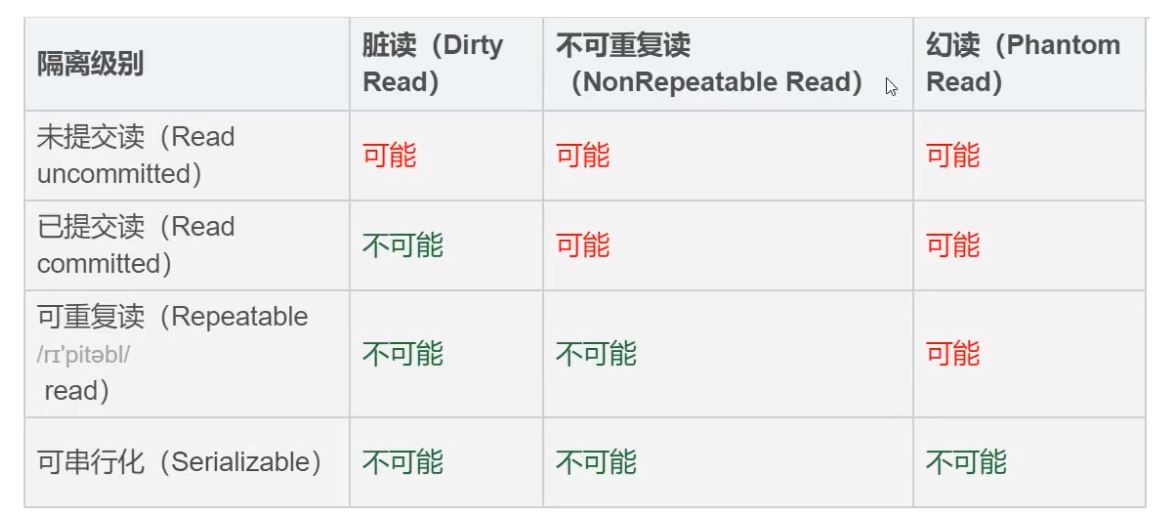 隔离级别
脏读（Dirty
Read）
不可重复读
（NonRepeatable Read）
幻读（Phantom
Read）
未提交读（Read
uncommitted）
可能
可能
可能
已提交读（Read
committed）
不可能
可能
可能
可重复读（Repeatable
/rɪˈpitəbl/
read）
不可能
不可能
可能
可串行化（Serializable）
不可能
不可能
不可能